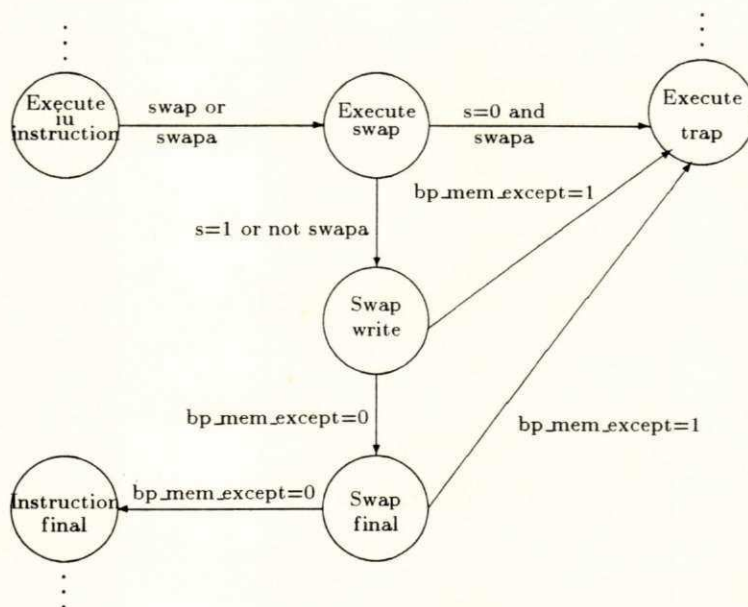 Execute
iu
instruction
swap or
swapa
Execute
swap
s=0 and
swapa
Execute
trap
bp_mem_except=1
s=1 or not swapa
Swap
write
bp_mem_except=0
bp_mem_except=1
Instruction
final
bp_mem_except=0
Swap
final